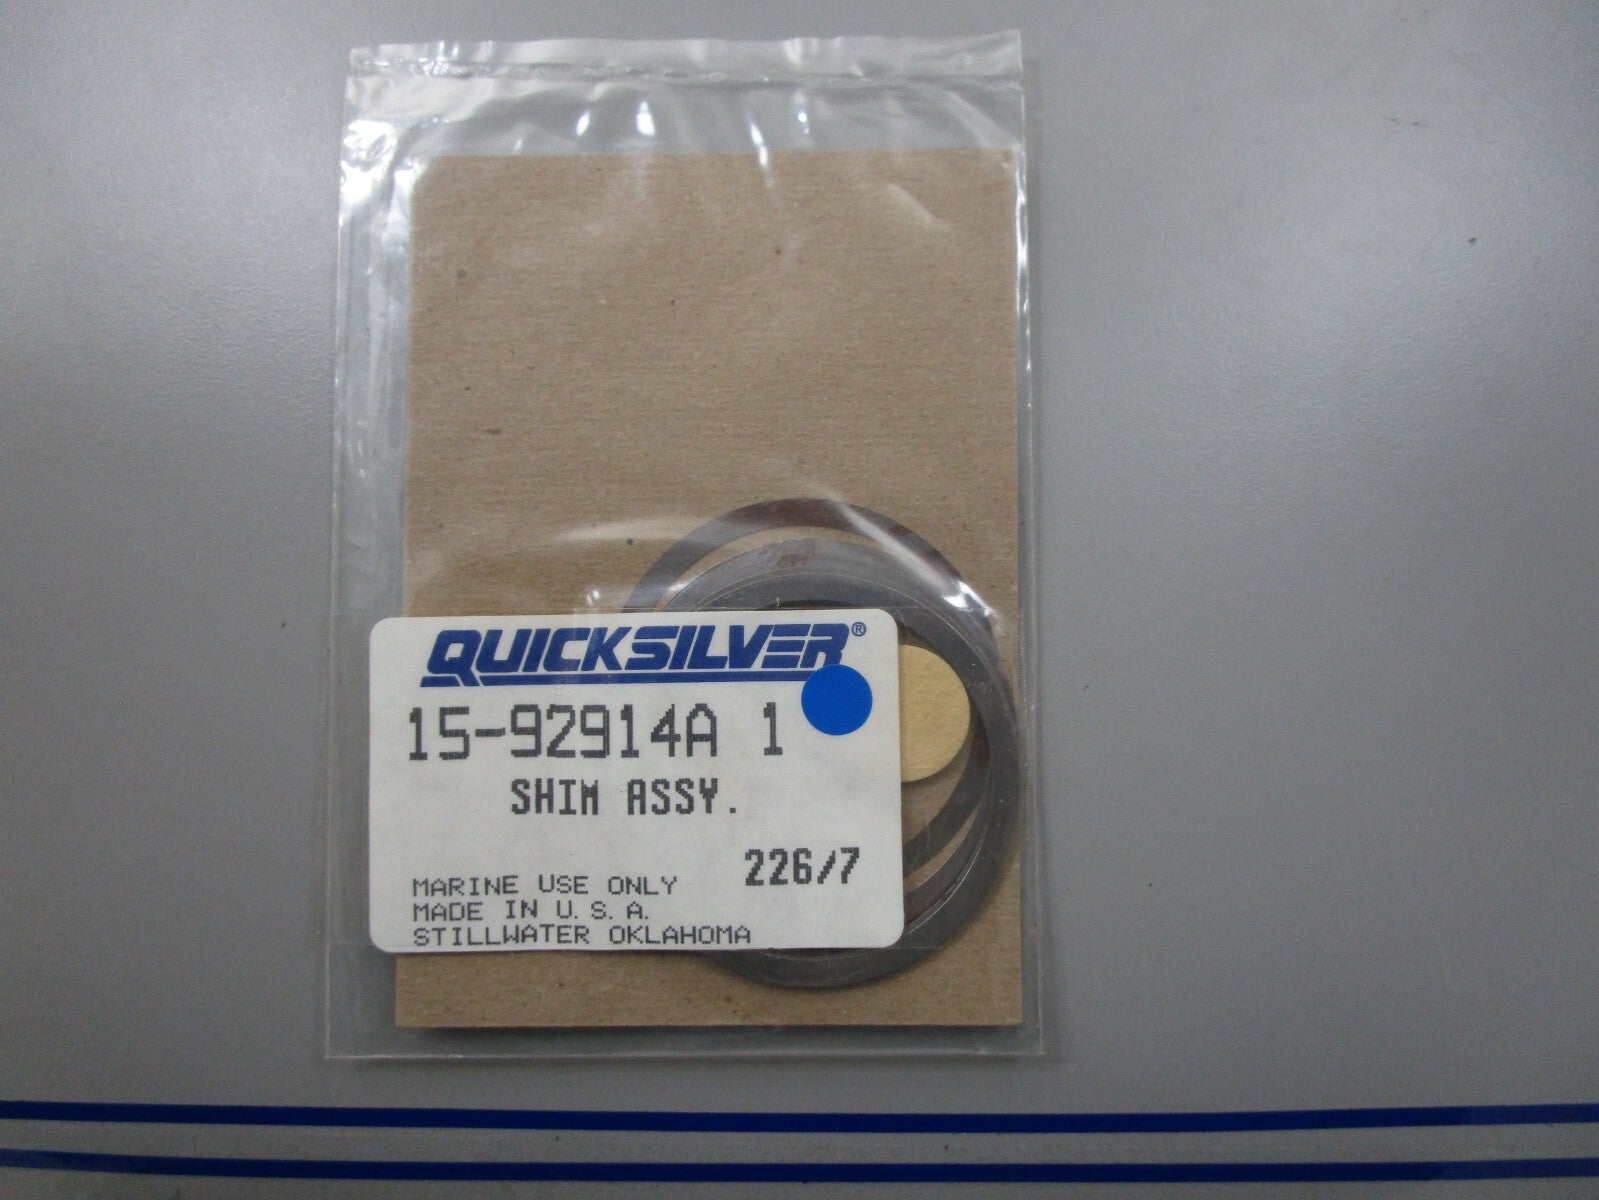 QUICKSILVER®
15-92914A 1
SHIM ASSY.
226/7
MARINE USE ONLY
MADE IN U.S.A.
STILLWATER OKLAHOMA